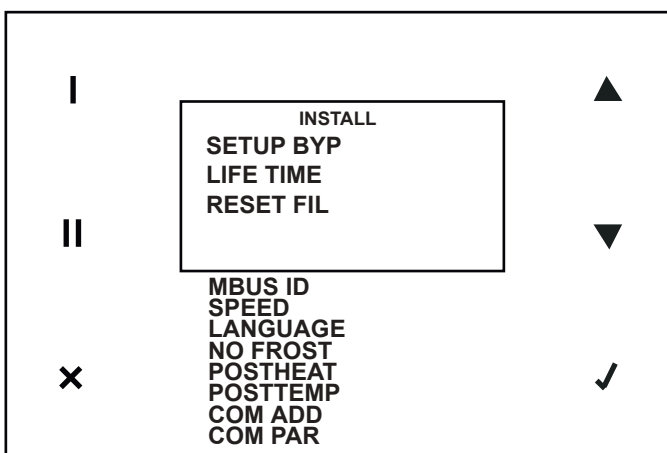 I
INSTALL
SETUP BYP
LIFE TIME
RESET FIL
II
MBUS ID
SPEED
LANGUAGE
NO FROST
POSTHEAT
POSTTEMP
COM ADD
COM PAR